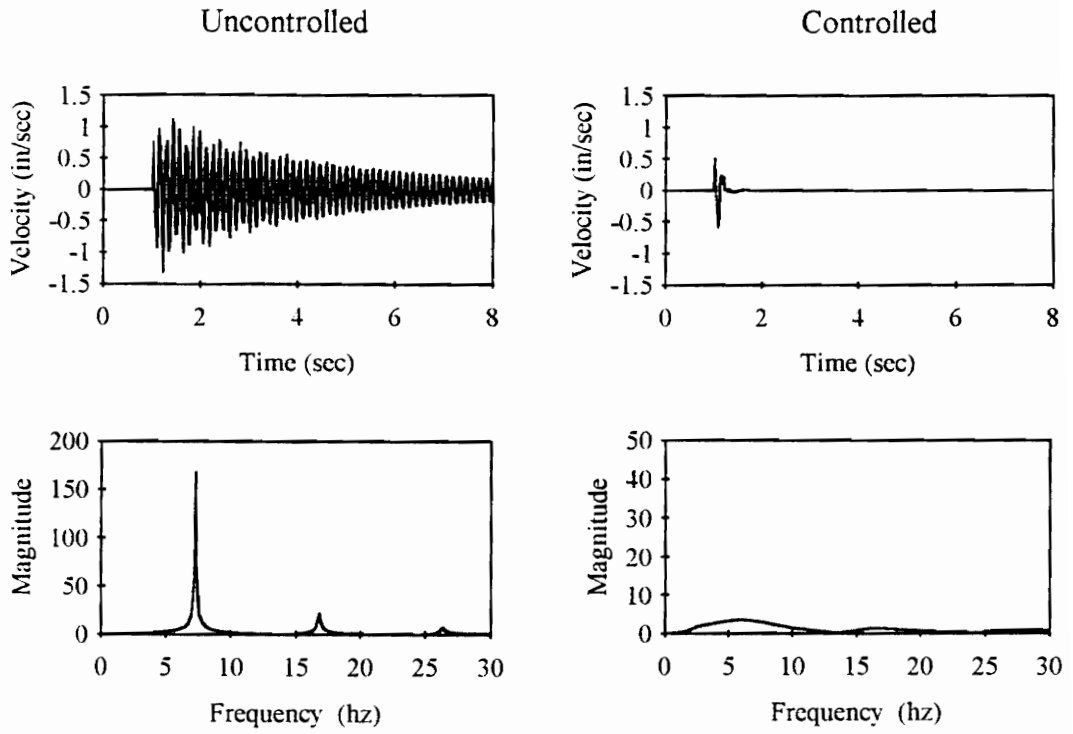 Uncontrolled
Controlled
1.5
1
0.5
0
-0.5
-1
-1.5
Velocity (in/sec)
0 2 4 6 8
Time (sec)
1.5
1
0.5
0
-0.5
-1
-1.5
Velocity (in/sec)
0 2 4 6 8
Time (sec)
200
150
100
50
0
Magnitude
0 5 10 15 20 25 30
Frequency (hz)
50
40
30
20
10
0
Magnitude
0 5 10 15 20 25 30
Frequency (hz)